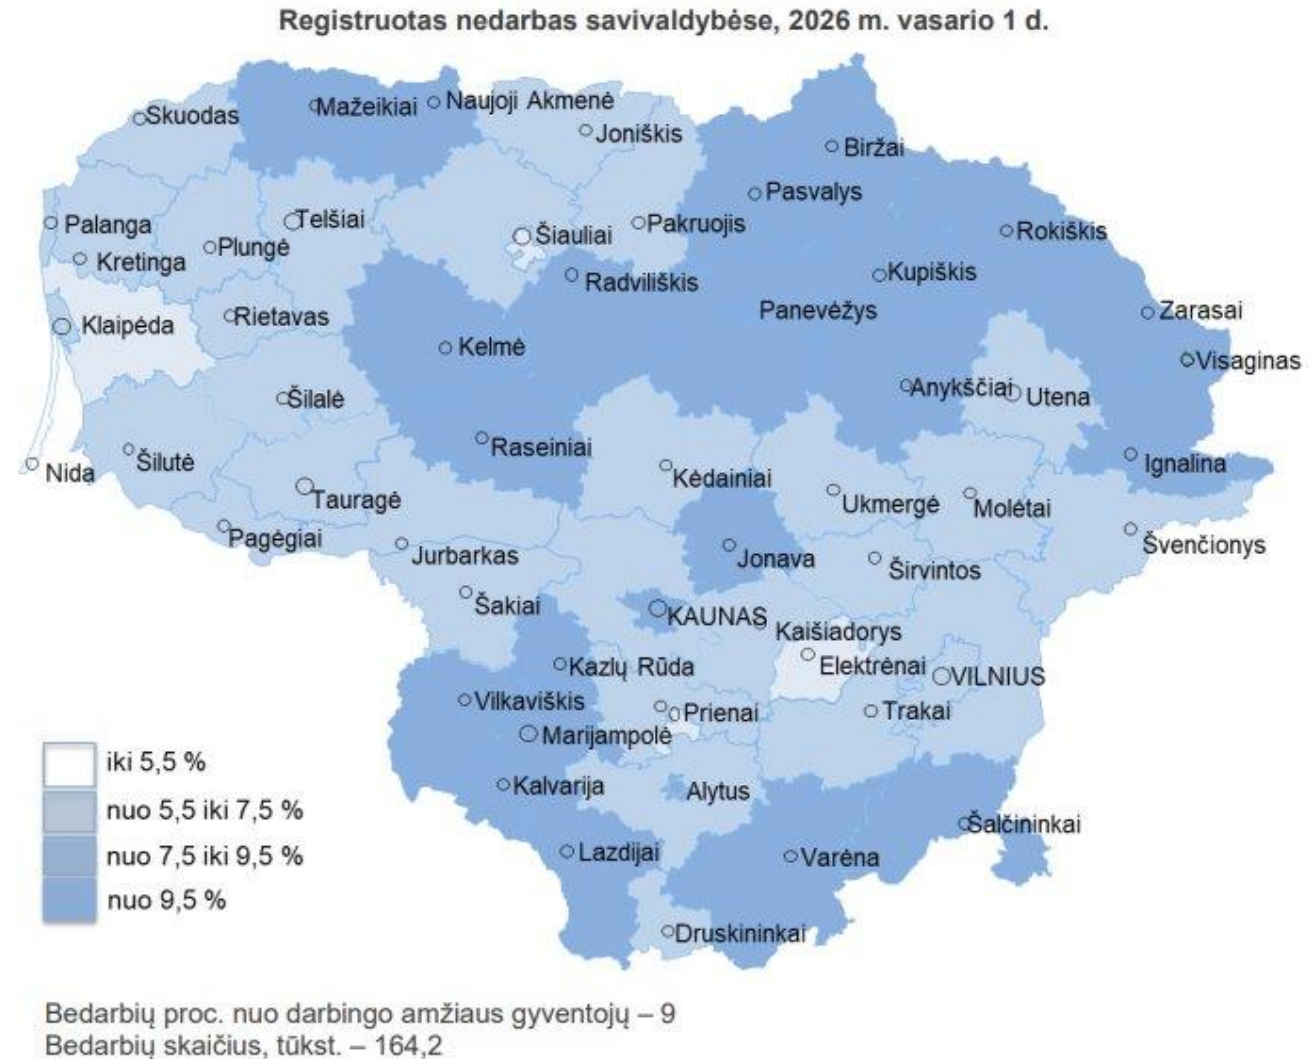 Registruotas nedarbas savivaldybėse, 2026 m. vasario 1 d.
Skuodas
Mažeikiai
Naujoji Akmenė
Joniškis
Biržai
Pasvalys
Palanga
Telšiai
Šiauliai
Pakruojis
Rokiškis
Kretinga
Plungė
Radviliškis
Kupiškis
Klaipėda
Rietavas
Panevėžys
Zarasai
Kelmė
Visaginas
Šilalė
Anykščiai
Utena
Nida
Šilutė
Raseiniai
Kėdainiai
Ignalina
Tauragė
Ukmergė
Molėtai
Pagėgiai
Jurbarkas
Jonava
Širvintos
Švenčionys
Šakiai
KAUNAS
Kaišiadorys
Kazlų Rūda
Elektrėnai
VILNIUS
Vilkaviškis
Prienai
Trakai
Marijampolė
Kalvarija
Alytus
Šalčininkai
Lazdijai
Varėna
Druskininkai
iki 5,5 %
nuo 5,5 iki 7,5 %
nuo 7,5 iki 9,5 %
nuo 9,5 %
Bedarbių proc. nuo darbingo amžiaus gyventojų – 9
Bedarbių skaičius, tūkst. – 164,2